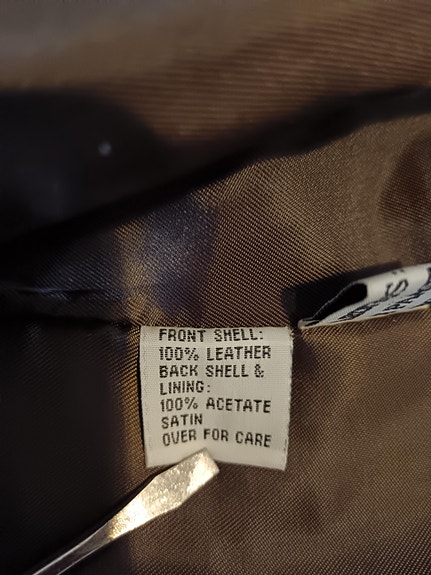 FRONT SHELL:
100% LEATHER
BACK SHELL &
LINING:
100% ACETATE
SATIN
OVER FOR CARE